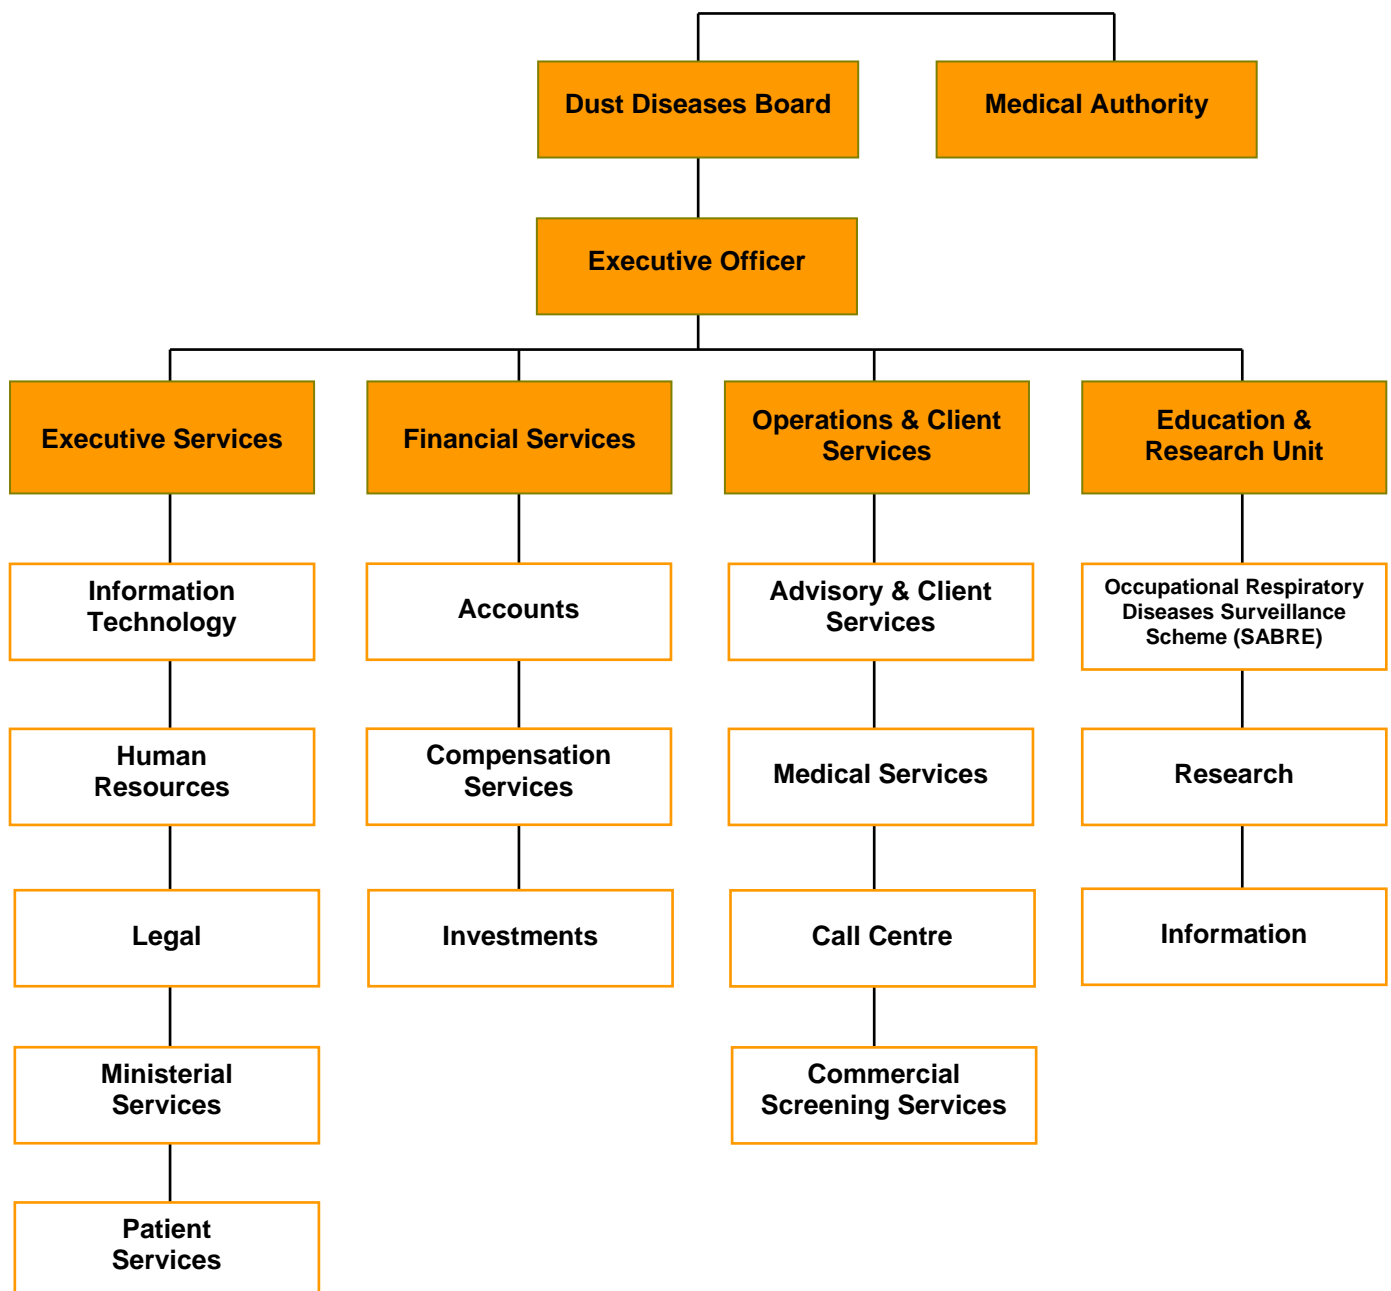 Dust Diseases Board
Medical Authority
Executive Officer
Executive Services
Financial Services
Operations & Client
Services
Education &
Research Unit
Information
Technology
Accounts
Advisory & Client
Services
Occupational Respiratory
Diseases Surveillance
Scheme (SABRE)
Human
Resources
Compensation
Services
Medical Services
Research
Legal
Investments
Call Centre
Information
Ministerial
Services
Commercial
Screening Services
Patient
Services